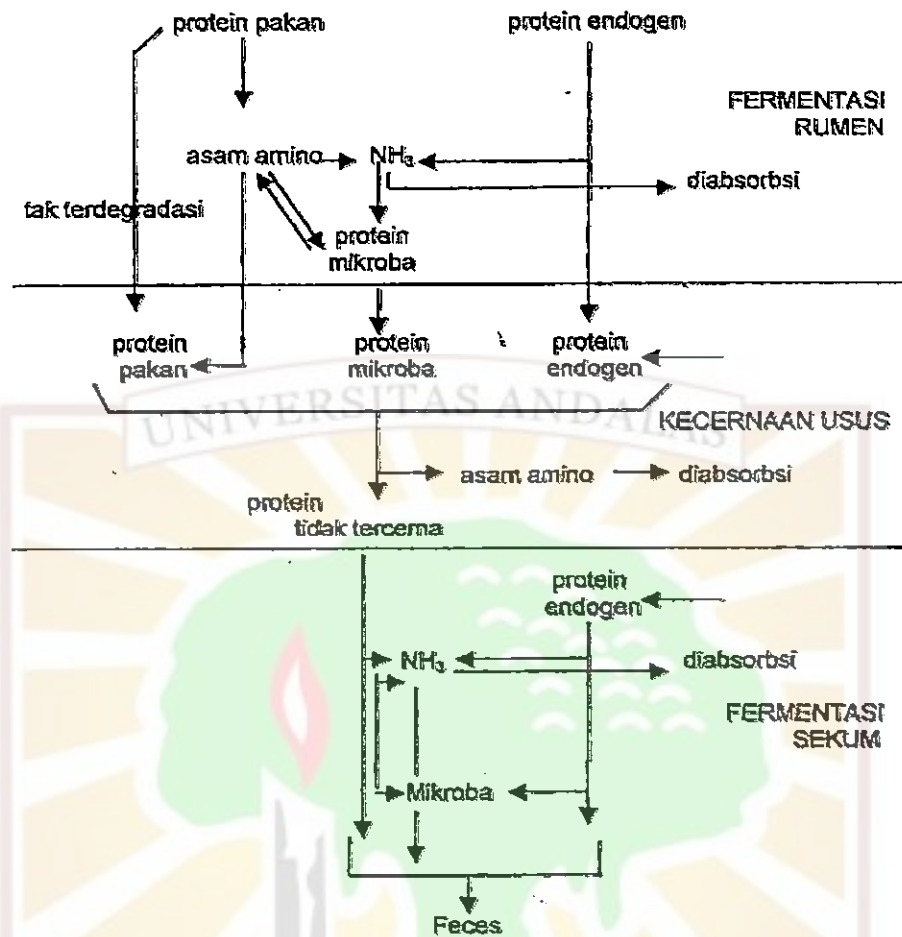 protein pakan
protein endogen
FERMENTASI
RUMEN
asam amino
NH₃
diabsorbsi
tak terdegradasi
protein
mikroba
protein
pakan
protein
mikroba
protein
endogen
UNIVERSITAS ANDALAS
KECERNAAN USUS
asam amino
diabsorbsi
protein
tidak tercerna
protein
endogen
NH₃
diabsorbsi
FERMENTASI
SEKUM
Mikroba
Feces